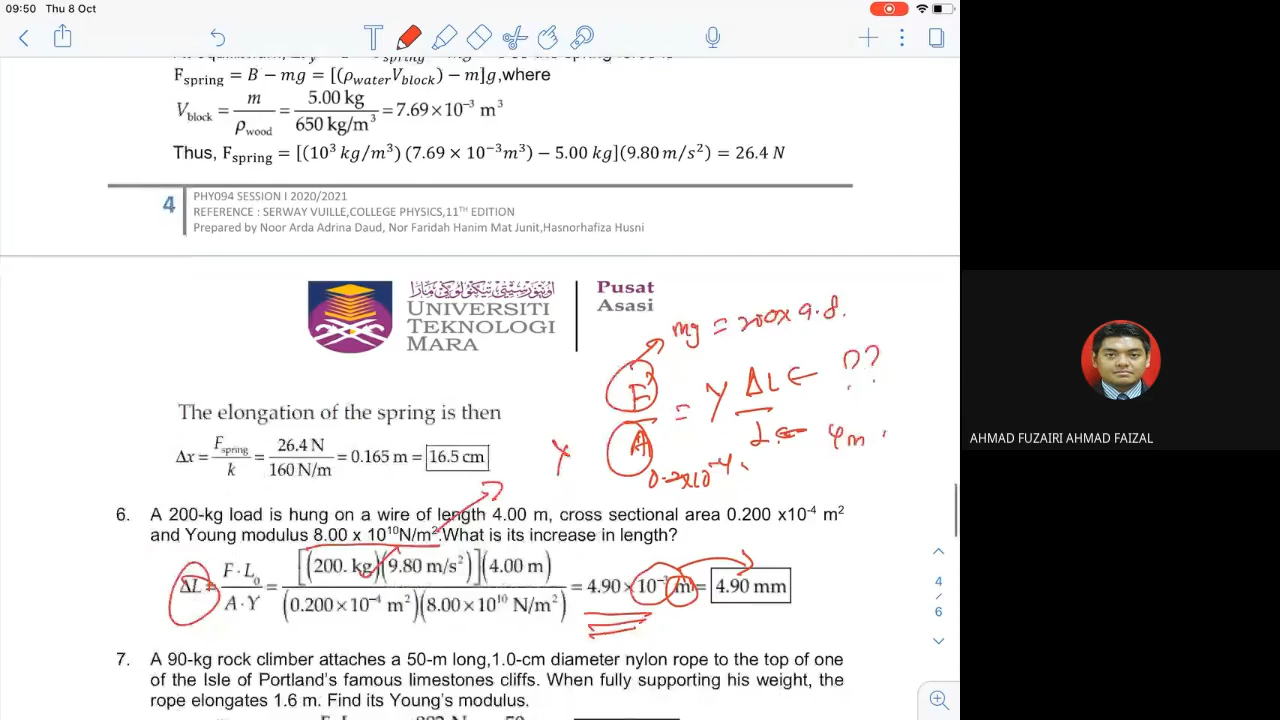 09:50 Thu 8 Oct
F_spring = B − mg = [(ρ_water V_block) − m]g,where
V_block = m/ρ_wood = 5.00 kg / 650 kg/m³ = 7.69 × 10⁻³ m³
Thus, F_spring = [(10³ kg/m³) (7.69 × 10⁻³m³) − 5.00 kg](9.80 m/s²) = 26.4 N
4
PHY094 SESSION I 2020/2021
REFERENCE : SERWAY VUILLE,COLLEGE PHYSICS,11TH EDITION
Prepared by Noor Arda Adrina Daud, Nor Faridah Hanim Mat Junit,Hasnorhafiza Husni
UNIVERSITI
TEKNOLOGI
MARA
Pusat
Asasi
mg = 200 x 9.8.
F/A = Y ΔL/L
??
4m
0.2x10⁻⁴
Y
The elongation of the spring is then
Δx = F_spring/k = 26.4 N / 160 N/m = 0.165 m = 16.5 cm
6. A 200-kg load is hung on a wire of length 4.00 m, cross sectional area 0.200 x10⁻⁴ m²
and Young modulus 8.00 x 10¹⁰N/m².What is its increase in length?
ΔL = F · L₀ / A · Y = [(200. kg)(9.80 m/s²)](4.00 m) / (0.200 × 10⁻⁴ m²)(8.00 × 10¹⁰ N/m²) = 4.90 × 10⁻³ m = 4.90 mm
7. A 90-kg rock climber attaches a 50-m long,1.0-cm diameter nylon rope to the top of one
of the Isle of Portland's famous limestones cliffs. When fully supporting his weight, the
rope elongates 1.6 m. Find its Young's modulus.
4
/
6
AHMAD FUZAIRI AHMAD FAIZAL